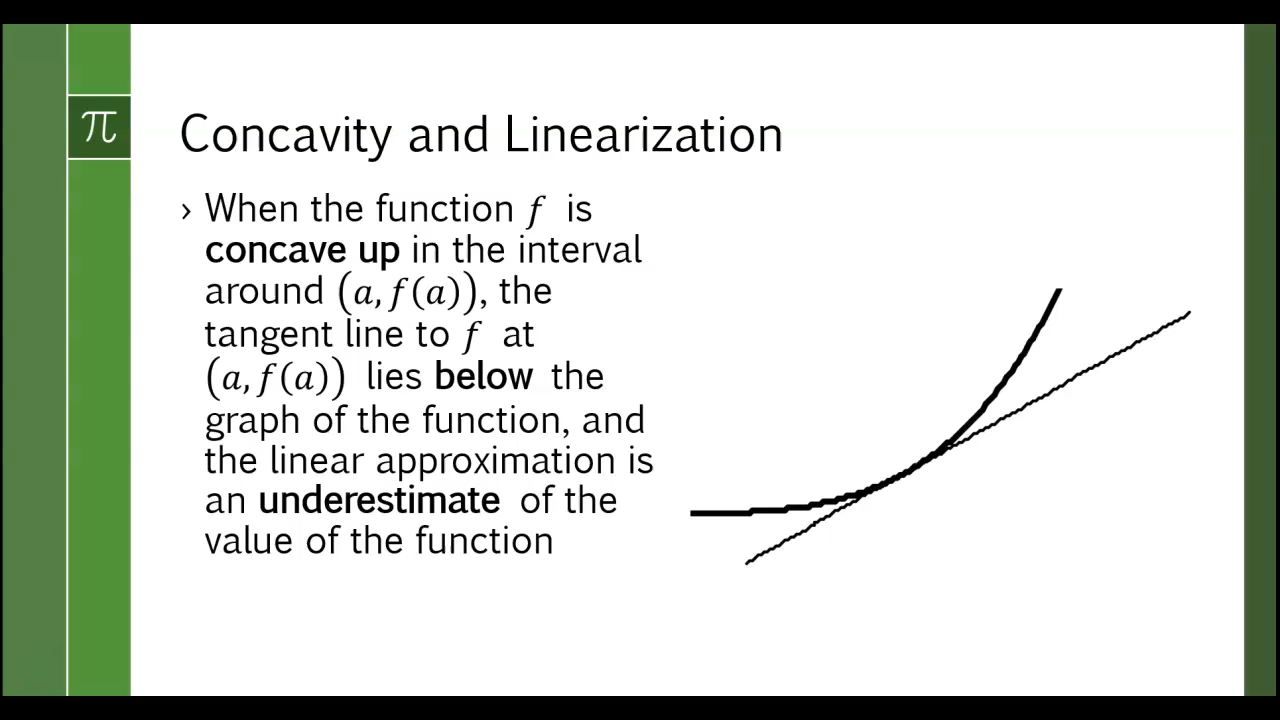 π
Concavity and Linearization
› When the function f is
concave up in the interval
around (a, f(a)), the
tangent line to f at
(a, f(a)) lies below the
graph of the function, and
the linear approximation is
an underestimate of the
value of the function